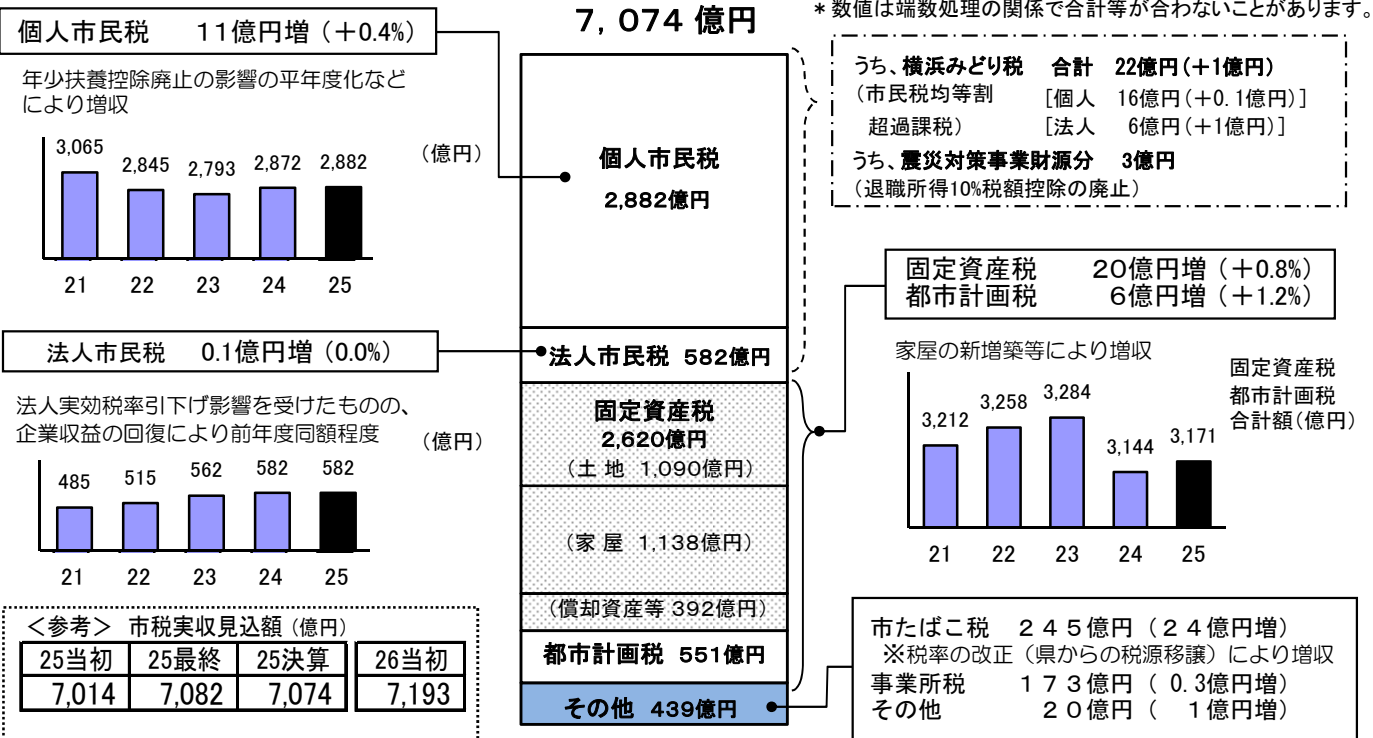 7,074億円
*数値は端数処理の関係で合計等が合わないことがあります。
個人市民税 11億円増(+0.4%)
年少扶養控除廃止の影響の平年度化など
により増収
(億円)
3,065 2,845 2,793 2,872 2,882
21 22 23 24 25
法人市民税 0.1億円増(0.0%)
法人実効税率引下げ影響を受けたものの、
企業収益の回復により前年度同額程度
(億円)
485 515 562 582 582
21 22 23 24 25
<参考> 市税実収見込額(億円)
25当初 25最終 25決算 26当初
7,014 7,082 7,074 7,193
個人市民税
2,882億円
法人市民税 582億円
固定資産税
2,620億円
(土 地 1,090億円)
(家 屋 1,138億円)
(償却資産等 392億円)
都市計画税 551億円
その他 439億円
うち、横浜みどり税 合計 22億円(+1億円)
(市民税均等割 [個人 16億円(+0.1億円)]
超過課税) [法人 6億円(+1億円)]
うち、震災対策事業財源分 3億円
(退職所得10%税額控除の廃止)
固定資産税 20億円増(+0.8%)
都市計画税 6億円増(+1.2%)
家屋の新増築等により増収
固定資産税
都市計画税
合計額(億円)
3,212 3,258 3,284 3,144 3,171
21 22 23 24 25
市たばこ税 245億円(24億円増)
※税率の改正(県からの税源移譲)により増収
事業所税 173億円( 0.3億円増)
その他 20億円( 1億円増)